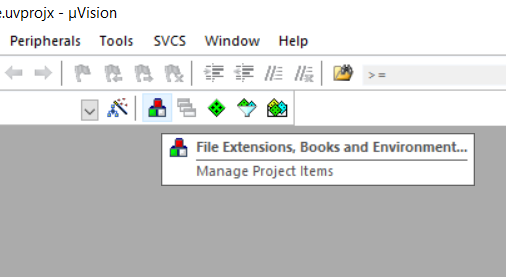 e.uvprojx - µVision
Peripherals Tools SVCS Window Help
>=
File Extensions, Books and Environment...
Manage Project Items